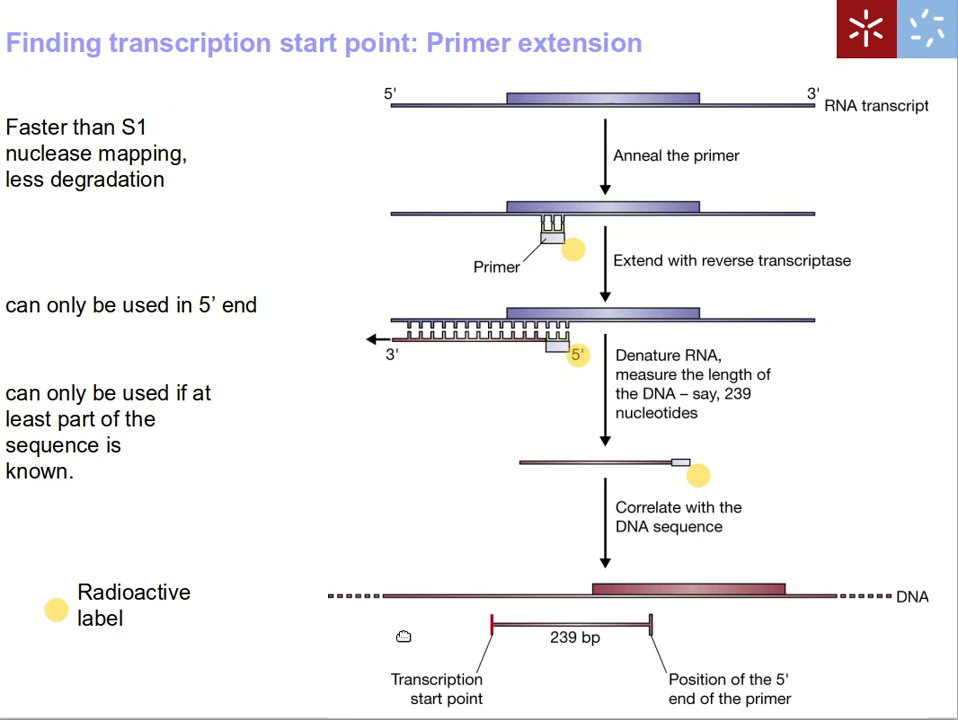 Finding transcription start point: Primer extension
Faster than S1
nuclease mapping,
less degradation
can only be used in 5’ end
can only be used if at
least part of the
sequence is
known.
Radioactive
label
5'
3'
RNA transcript
Anneal the primer
Primer
Extend with reverse transcriptase
3'
5'
Denature RNA,
measure the length of
the DNA – say, 239
nucleotides
Correlate with the
DNA sequence
DNA
239 bp
Transcription
start point
Position of the 5'
end of the primer